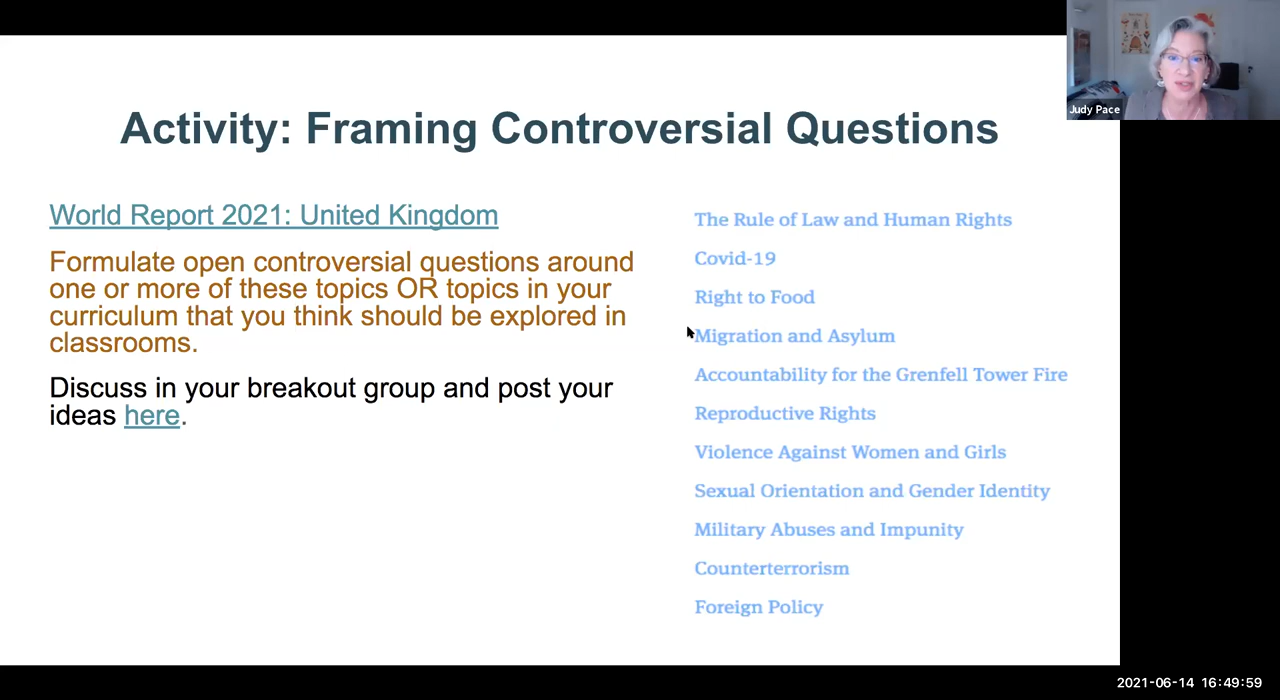 Judy Pace
Activity: Framing Controversial Questions
World Report 2021: United Kingdom
Formulate open controversial questions around
one or more of these topics OR topics in your
curriculum that you think should be explored in
classrooms.
Discuss in your breakout group and post your
ideas here.
The Rule of Law and Human Rights
Covid-19
Right to Food
Migration and Asylum
Accountability for the Grenfell Tower Fire
Reproductive Rights
Violence Against Women and Girls
Sexual Orientation and Gender Identity
Military Abuses and Impunity
Counterterrorism
Foreign Policy
2021-06-14 16:49:59